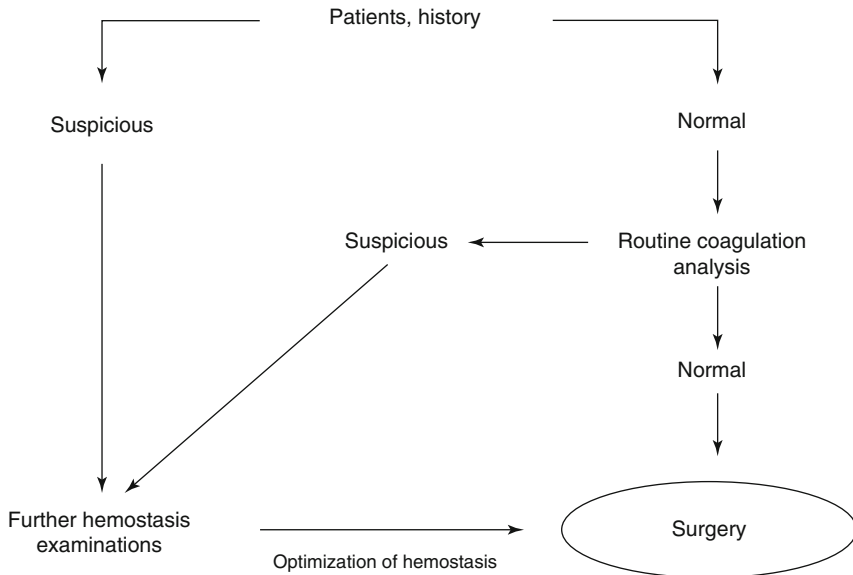 Patients, history
Suspicious
Normal
Suspicious
Routine coagulation
analysis
Normal
Further hemostasis
examinations
Optimization of hemostasis
Surgery